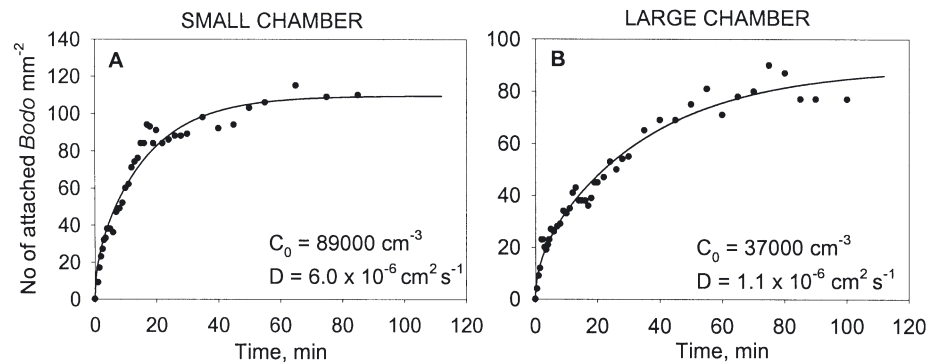 SMALL CHAMBER
LARGE CHAMBER
No of attached Bodo mm-2
A
140
120
100
80
60
40
20
0
C0 = 89000 cm-3
D = 6.0 x 10-6 cm2 s-1
0 20 40 60 80 100 120
Time, min
B
100
80
60
40
20
0
C0 = 37000 cm-3
D = 1.1 x 10-6 cm2 s-1
0 20 40 60 80 100 120
Time, min